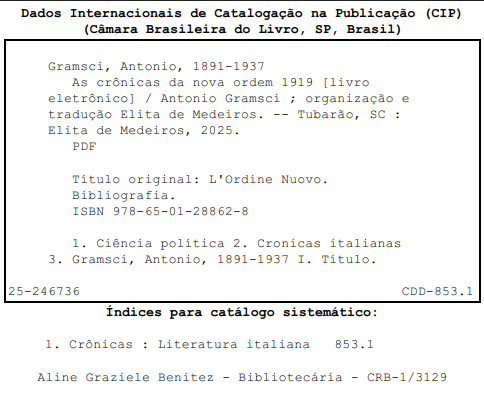 Dados Internacionais de Catalogação na Publicação (CIP)
(Câmara Brasileira do Livro, SP, Brasil)
Gramsci, Antonio, 1891-1937
As crônicas da nova ordem 1919 [livro
eletrônico] / Antonio Gramsci ; organização e
tradução Elita de Medeiros. -- Tubarão, SC :
Elita de Medeiros, 2025.
PDF
Título original: L'Ordine Nuovo.
Bibliografia.
ISBN 978-65-01-28862-8
1. Ciência política 2. Cronicas italianas
3. Gramsci, Antonio, 1891-1937 I. Título.
25-246736 CDD-853.1
Índices para catálogo sistemático:
1. Crônicas : Literatura italiana 853.1
Aline Graziele Benitez - Bibliotecária - CRB-1/3129